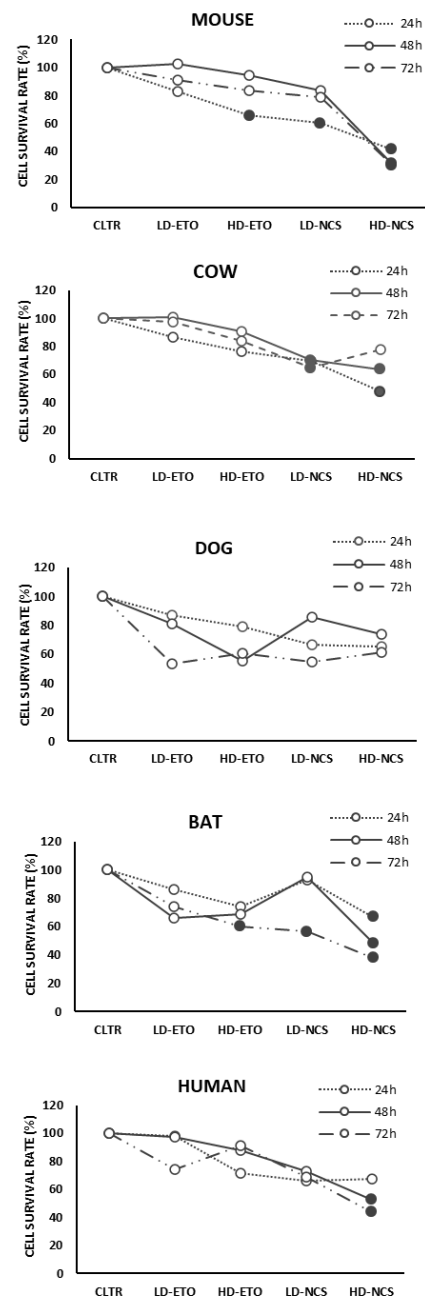 MOUSE
24h
48h
72h
CELL SURVIVAL RATE (%)
120
100
80
60
40
20
0
CLTR LD-ETO HD-ETO LD-NCS HD-NCS
COW
24h
48h
72h
CELL SURVIVAL RATE (%)
120
100
80
60
40
20
0
CLTR LD-ETO HD-ETO LD-NCS HD-NCS
DOG
24h
48h
72h
CELL SURVIVAL RATE (%)
120
100
80
60
40
20
0
CLTR LD-ETO HD-ETO LD-NCS HD-NCS
BAT
24h
48h
72h
CELL SURVIVAL RATE (%)
120
100
80
60
40
20
0
CLTR LD-ETO HD-ETO LD-NCS HD-NCS
HUMAN
24h
48h
72h
CELL SURVIVAL RATE (%)
120
100
80
60
40
20
0
CLTR LD-ETO HD-ETO LD-NCS HD-NCS